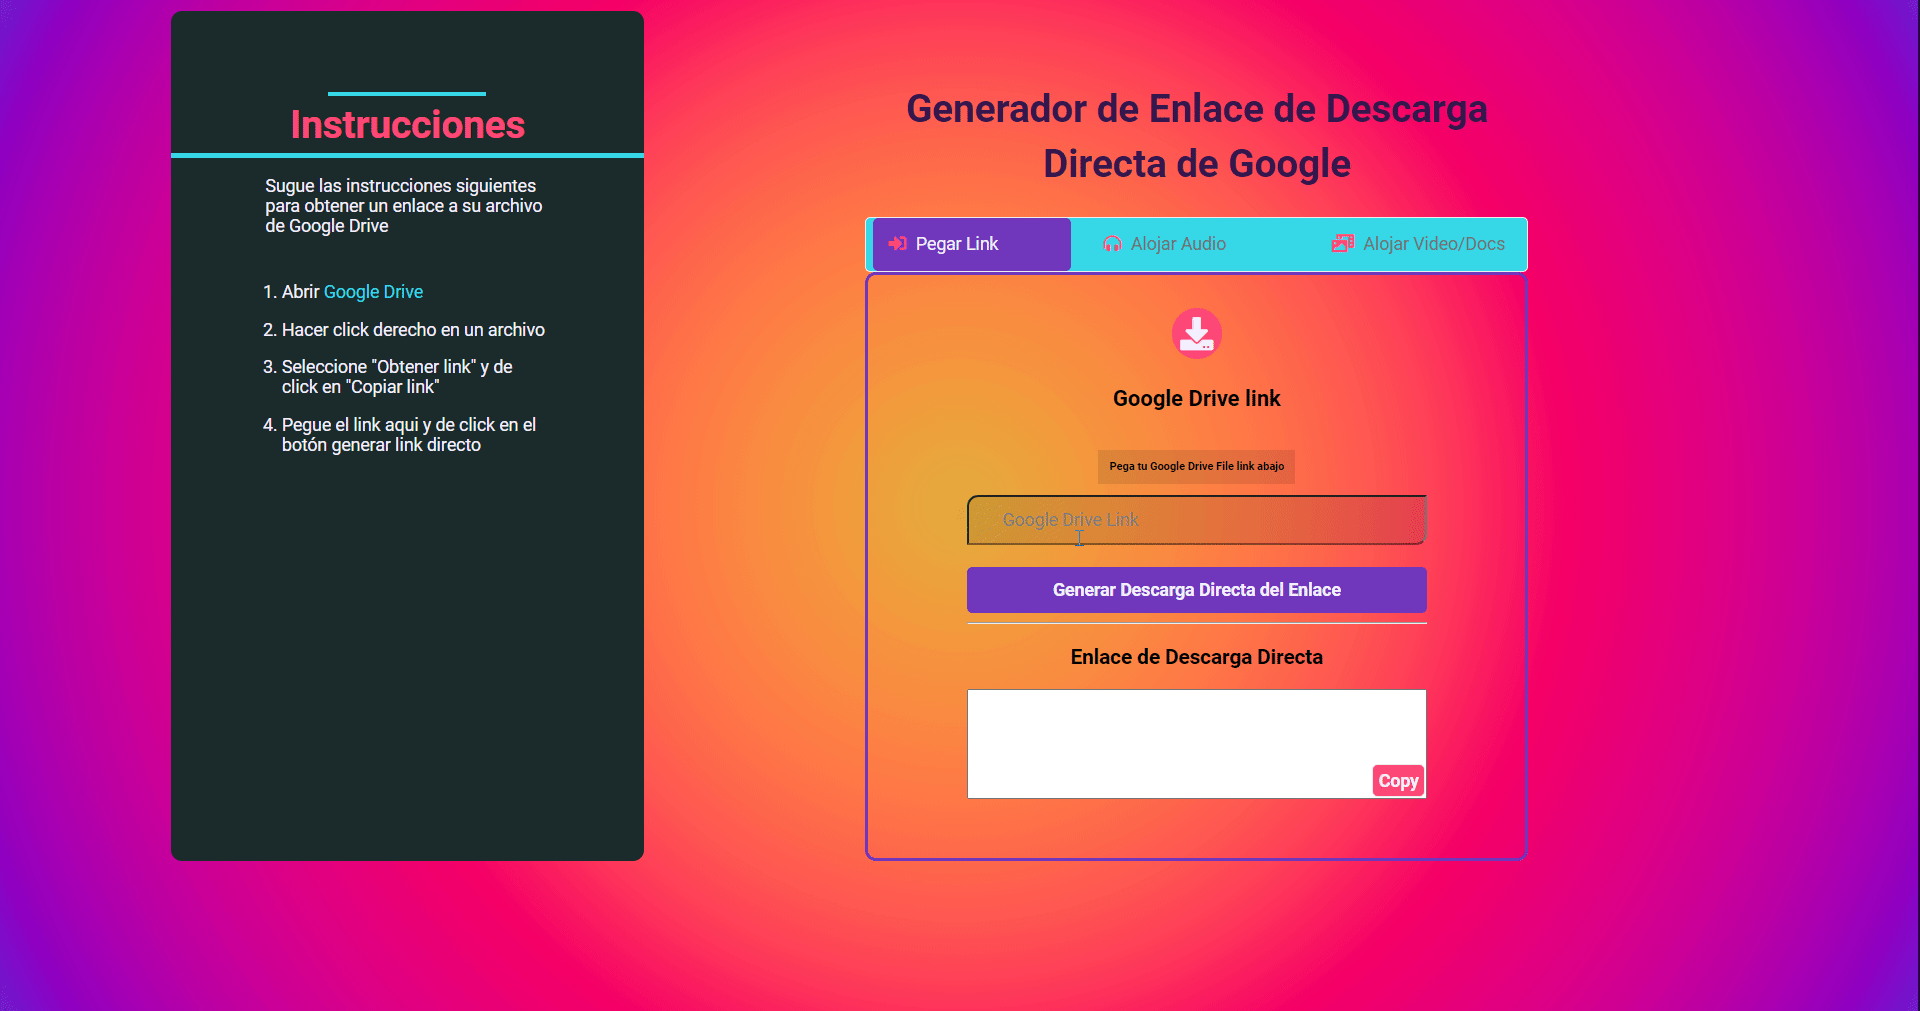 Instrucciones
Sugue las instrucciones siguientes
para obtener un enlace a su archivo
de Google Drive
1. Abrir Google Drive
2. Hacer click derecho en un archivo
3. Seleccione "Obtener link" y de
click en "Copiar link"
4. Pegue el link aqui y de click en el
botón generar link directo
Generador de Enlace de Descarga
Directa de Google
Pegar Link
Alojar Audio
Alojar Video/Docs
Google Drive link
Pega tu Google Drive File link abajo
Google Drive Link
Generar Descarga Directa del Enlace
Enlace de Descarga Directa
Copy